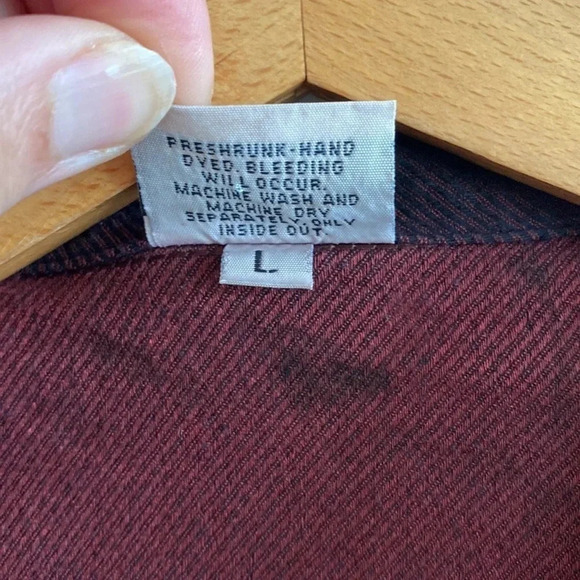 PRESHRUNK-HAND
DYED. BLEEDING
WILL OCCUR.
MACHINE WASH AND
MACHINE DRY
SEPARATELY. ONLY
INSIDE OUT.
L